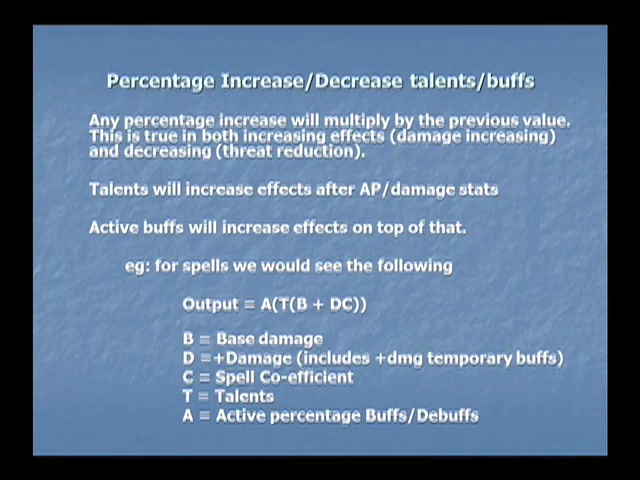 Percentage Increase/Decrease talents/buffs
Any percentage increase will multiply by the previous value.
This is true in both increasing effects (damage increasing)
and decreasing (threat reduction).
Talents will increase effects after AP/damage stats
Active buffs will increase effects on top of that.
eg: for spells we would see the following
Output = A(T(B + DC))
B = Base damage
D =+Damage (includes +dmg temporary buffs)
C = Spell Co-efficient
T = Talents
A = Active percentage Buffs/Debuffs